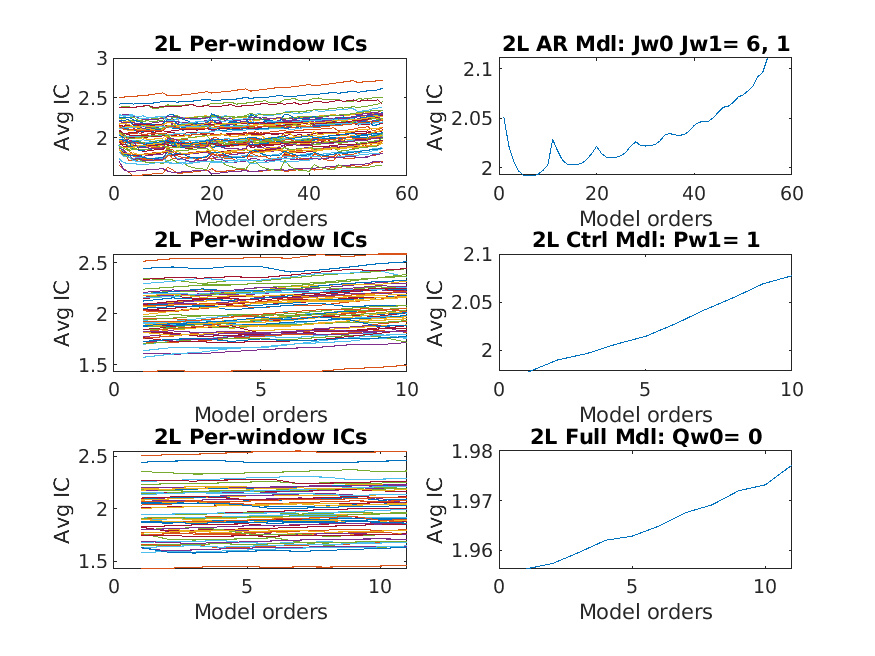 2L Per-window ICs
3
2.5
2
0
20
40
60
Avg IC
Model orders
2L AR Mdl: Jw0 Jw1= 6, 1
2.1
2.05
2
0
20
40
60
Avg IC
Model orders
2L Per-window ICs
2.5
2
1.5
0
5
10
Avg IC
Model orders
2L Ctrl Mdl: Pw1= 1
2.1
2.05
2
0
5
10
Avg IC
Model orders
2L Per-window ICs
2.5
2
1.5
0
5
10
Avg IC
Model orders
2L Full Mdl: Qw0= 0
1.98
1.97
1.96
0
5
10
Avg IC
Model orders